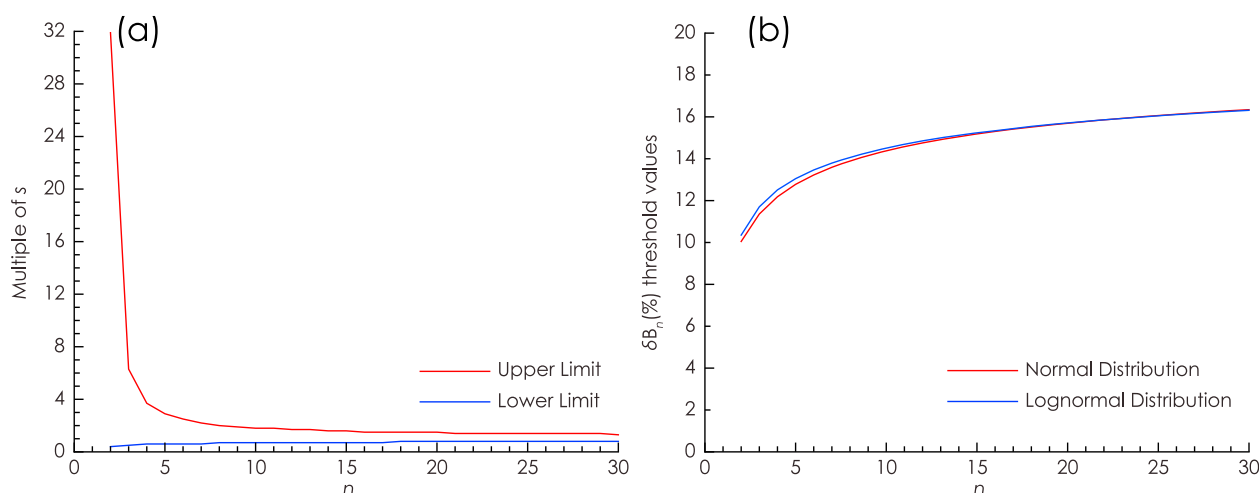 (a)
32
28
24
20
16
12
8
4
0
Multiple of s
Upper Limit
Lower Limit
0 5 10 15 20 25 30
n
(b)
20
18
16
14
12
10
8
6
4
2
0
δBn(%) threshold values
Normal Distribution
Lognormal Distribution
0 5 10 15 20 25 30
n